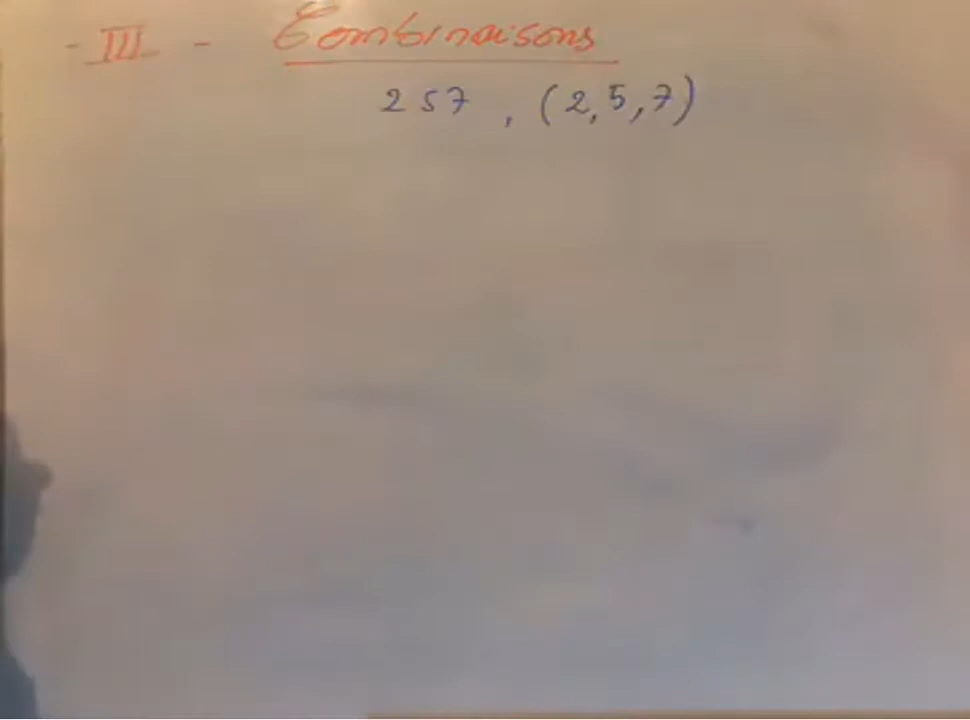 - III - Combinaisons
257 , (2,5,7)